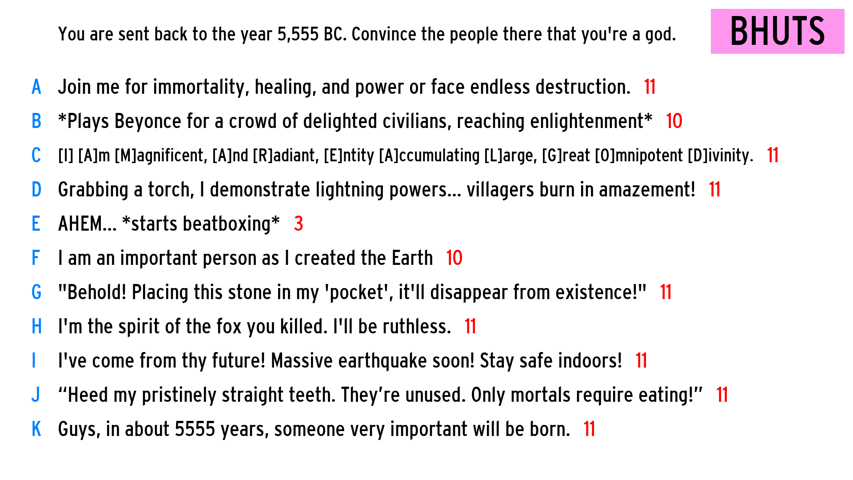 You are sent back to the year 5,555 BC. Convince the people there that you're a god.
BHUTS
A Join me for immortality, healing, and power or face endless destruction. 11
B *Plays Beyonce for a crowd of delighted civilians, reaching enlightenment* 10
C [I] [A]m [M]agnificent, [A]nd [R]adiant, [E]ntity [A]ccumulating [L]arge, [G]reat [O]mnipotent [D]ivinity. 11
D Grabbing a torch, I demonstrate lightning powers... villagers burn in amazement! 11
E AHEM... *starts beatboxing* 3
F I am an important person as I created the Earth 10
G "Behold! Placing this stone in my 'pocket', it'll disappear from existence!" 11
H I'm the spirit of the fox you killed. I'll be ruthless. 11
I I've come from thy future! Massive earthquake soon! Stay safe indoors! 11
J “Heed my pristinely straight teeth. They’re unused. Only mortals require eating!” 11
K Guys, in about 5555 years, someone very important will be born. 11